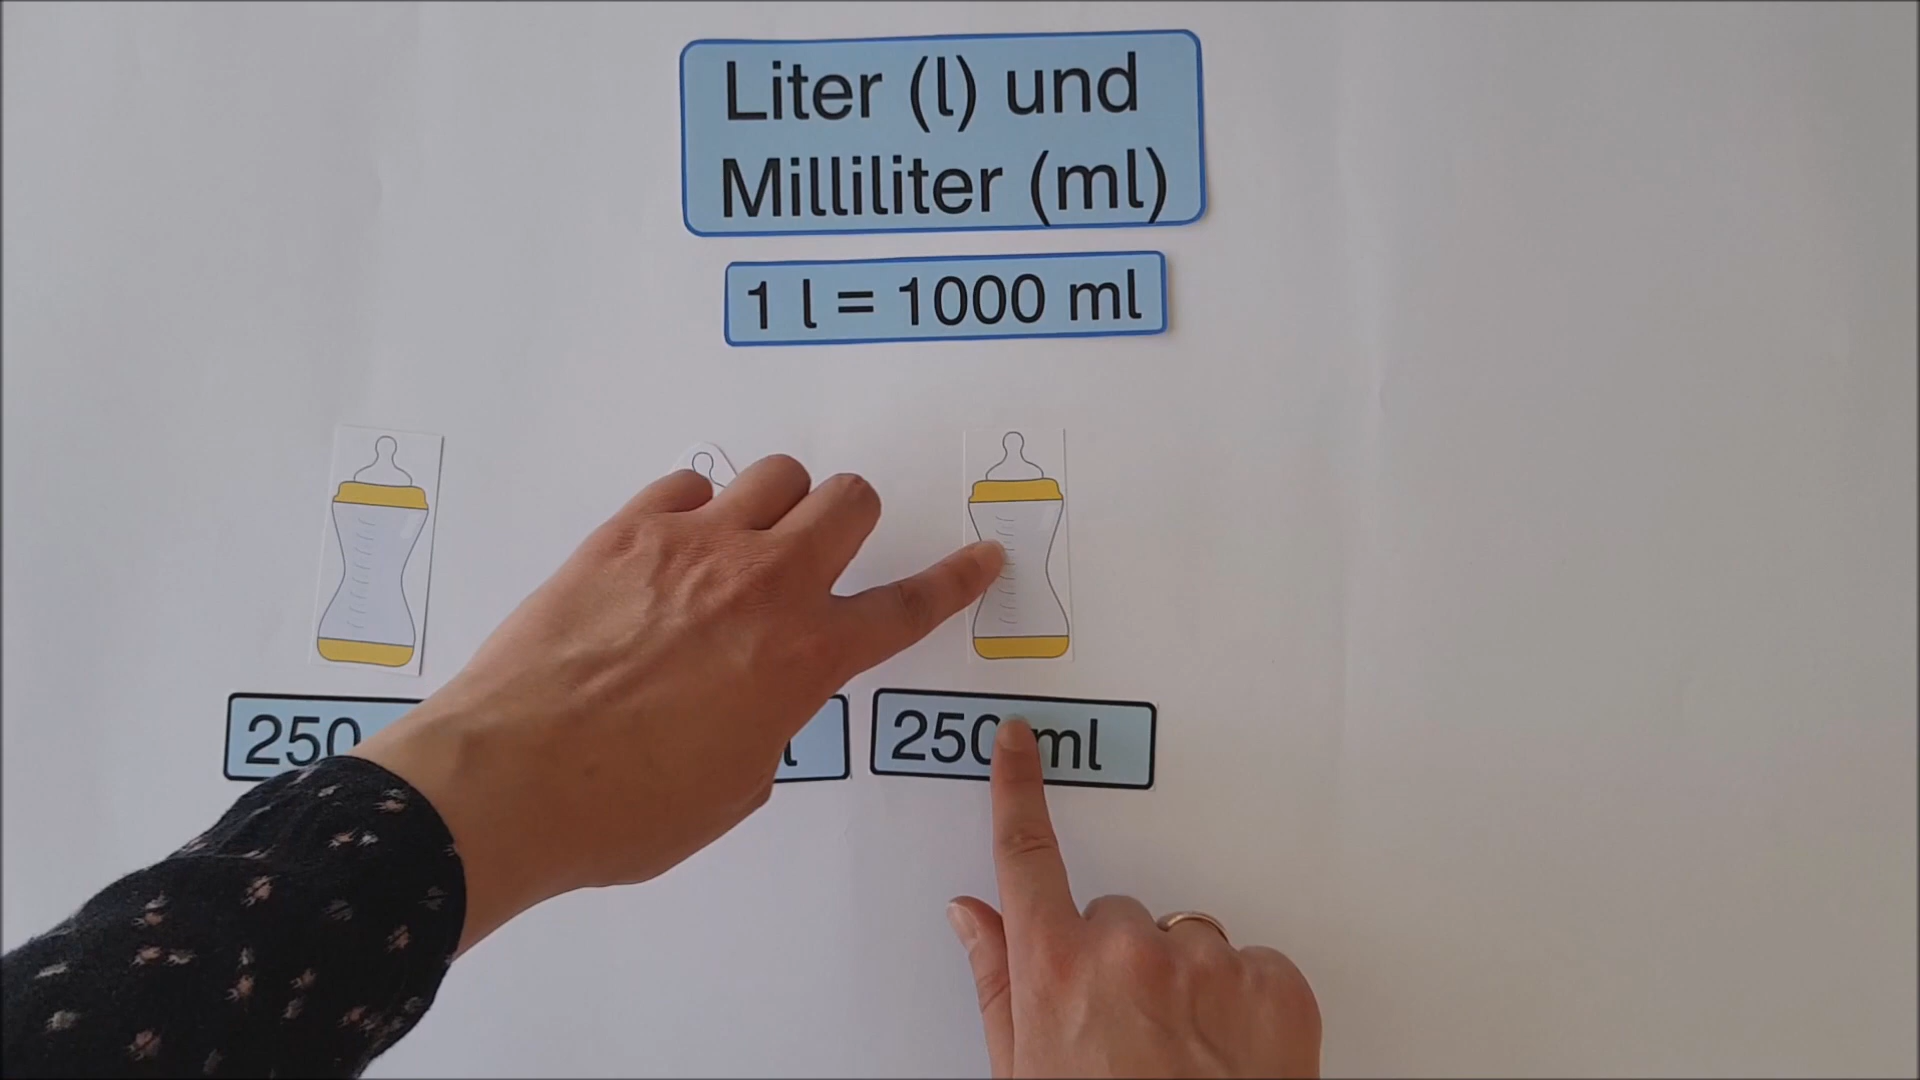 Liter (l) und
Milliliter (ml)
1 l = 1000 ml
250
250 ml